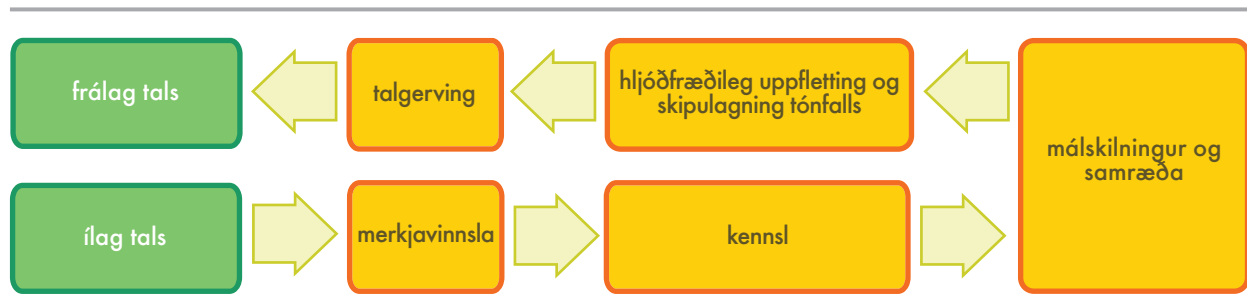 frálag tals
talgerving
hljóðfræðileg uppfletting og
skipulagning tónfalls
málskilningur og
samræða
ílag tals
merkjavinnsla
kennsl